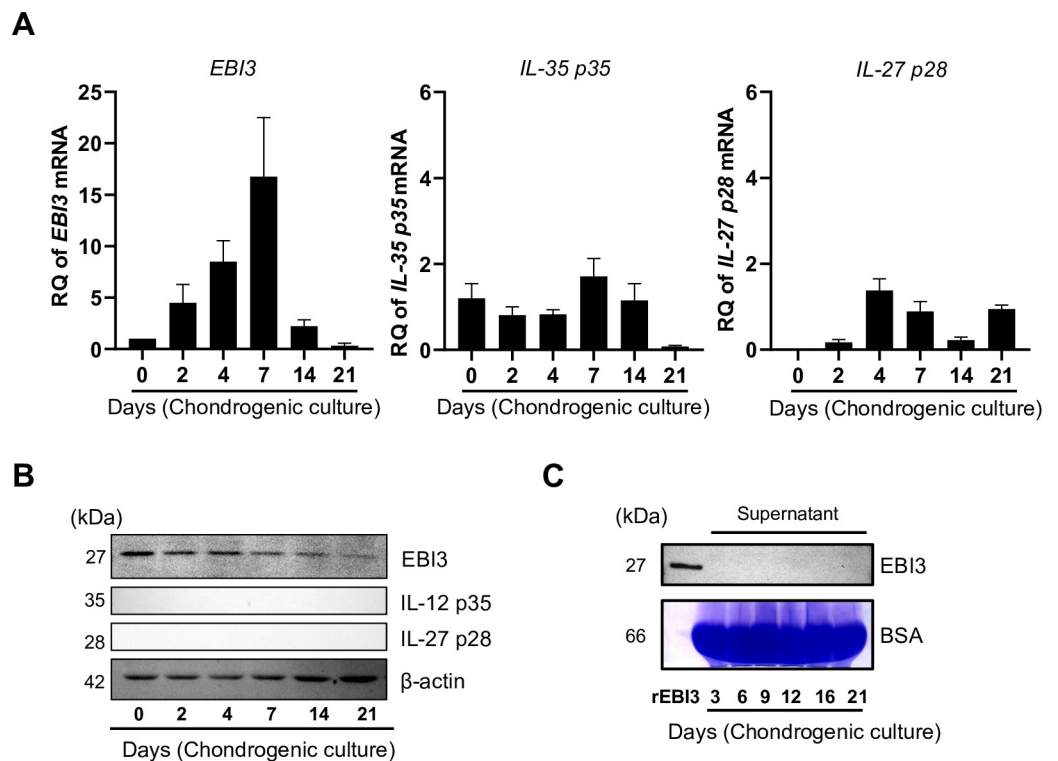 A
EBI3
IL-35 p35
IL-27 p28
RQ of EBI3 mRNA
25
20
15
10
5
0
0 2 4 7 14 21
Days (Chondrogenic culture)
RQ of IL-35 p35 mRNA
6
4
2
0
0 2 4 7 14 21
Days (Chondrogenic culture)
RQ of IL-27 p28 mRNA
6
4
2
0
0 2 4 7 14 21
Days (Chondrogenic culture)
B
(kDa)
27 EBI3
35 IL-12 p35
28 IL-27 p28
42 β-actin
0 2 4 7 14 21
Days (Chondrogenic culture)
C
(kDa) Supernatant
27 EBI3
66 BSA
rEBI3 3 6 9 12 16 21
Days (Chondrogenic culture)